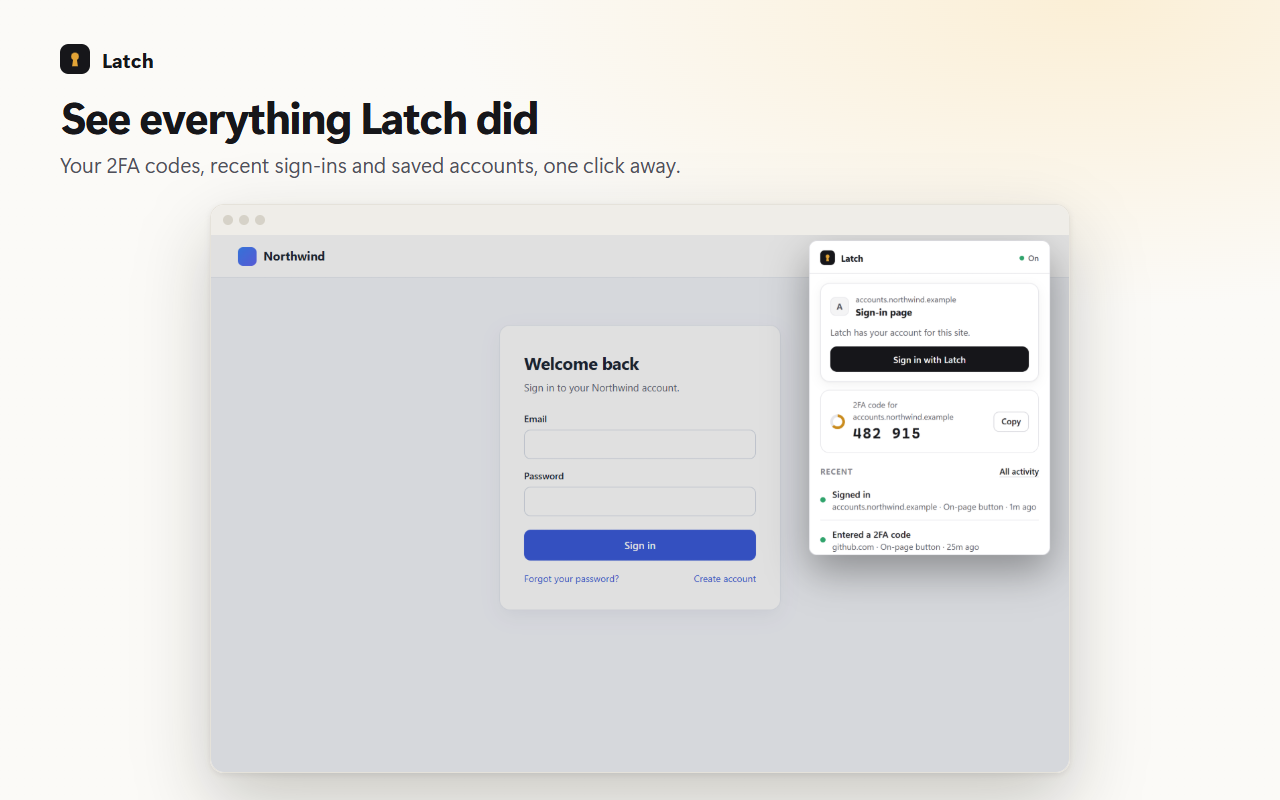 Latch
See everything Latch did
Your 2FA codes, recent sign-ins and saved accounts, one click away.
Northwind
Welcome back
Sign in to your Northwind account.
Email
Password
Sign in
Forgot your password?
Create account
Latch
On
A
accounts.northwind.example
Sign-in page
Latch has your account for this site.
Sign in with Latch
2FA code for
accounts.northwind.example
482 915
Copy
RECENT
All activity
Signed in
accounts.northwind.example · On-page button · 1m ago
Entered a 2FA code
github.com · On-page button · 25m ago